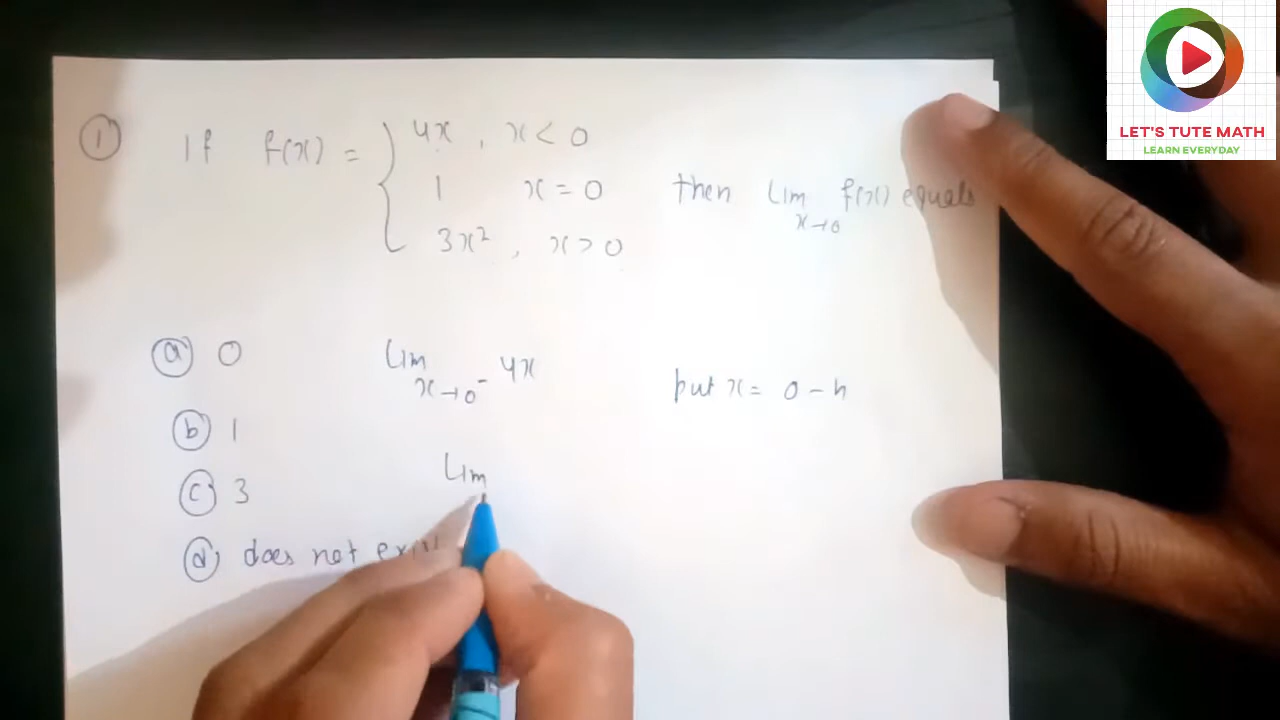 LET'S TUTE MATH
LEARN EVERYDAY
① If f(x) = { 4x , x < 0
1 x = 0
3x² , x > 0
then Lim x→0 f(x) equals
ⓐ 0
ⓑ 1
ⓒ 3
ⓓ does not exist
Lim x→0⁻ 4x
put x = 0 - h
Lim